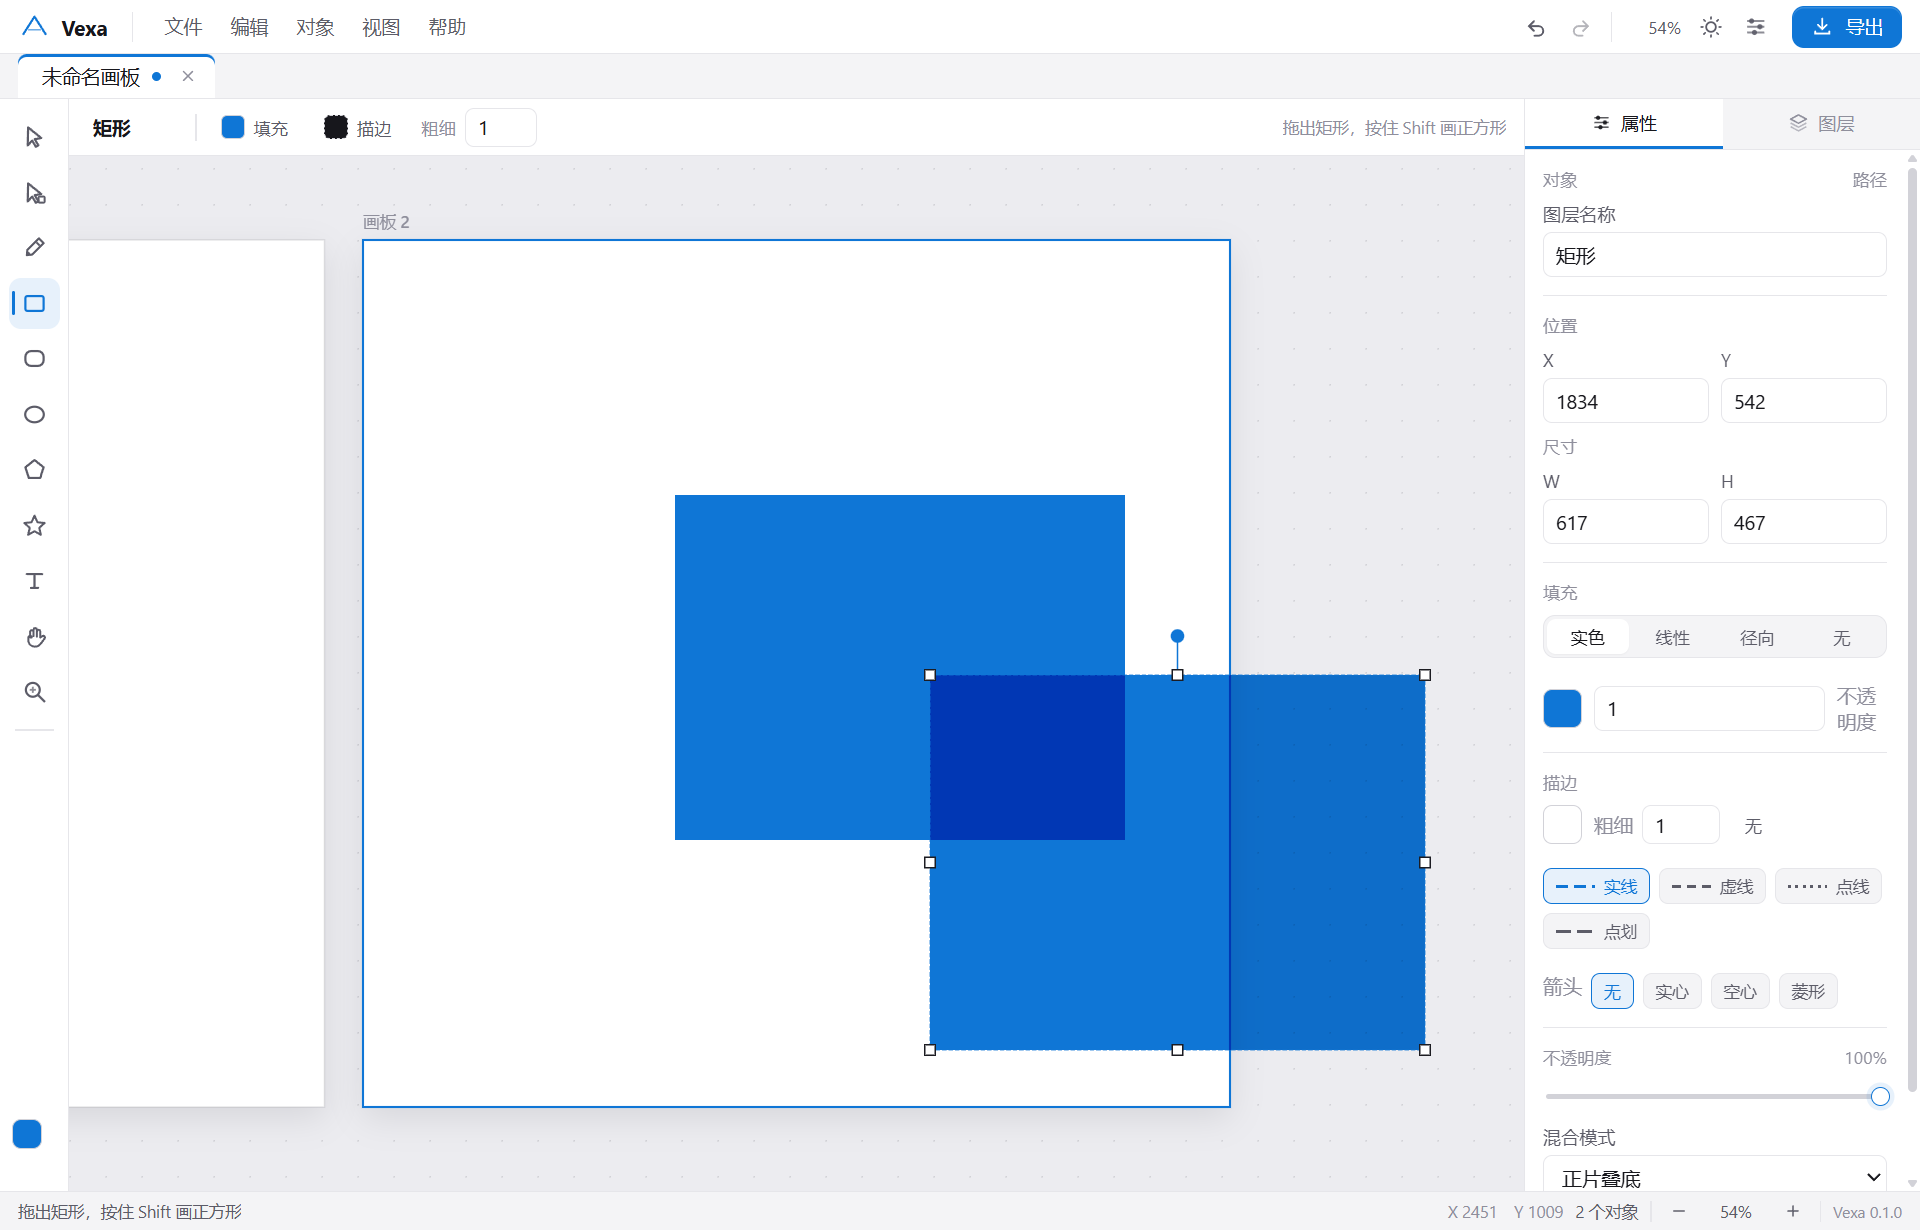 Vexa 文件 编辑 对象 视图 帮助 54% 导出
未命名画板
矩形 填充 描边 粗细 1 拖出矩形，按住 Shift 画正方形
属性 图层
画板 2
对象 路径
图层名称
矩形
位置
X Y
1834 542
尺寸
W H
617 467
填充
实色 线性 径向 无
1 不透
明度
描边
粗细 1 无
实线 虚线 点线
点划
箭头 无 实心 空心 菱形
不透明度 100%
混合模式
正片叠底
拖出矩形，按住 Shift 画正方形 X 2451 Y 1009 2 个对象 54% Vexa 0.1.0